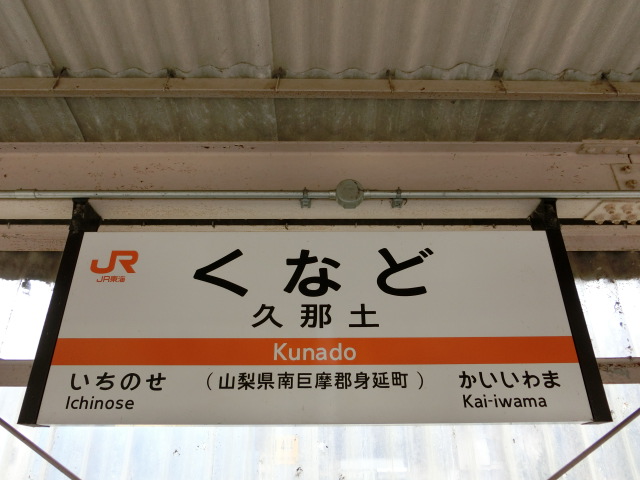 JR
JR東海
くなど
久那土
Kunado
いちのせ
Ichinose
(山梨県南巨摩郡身延町)
かいいわま
Kai-iwama